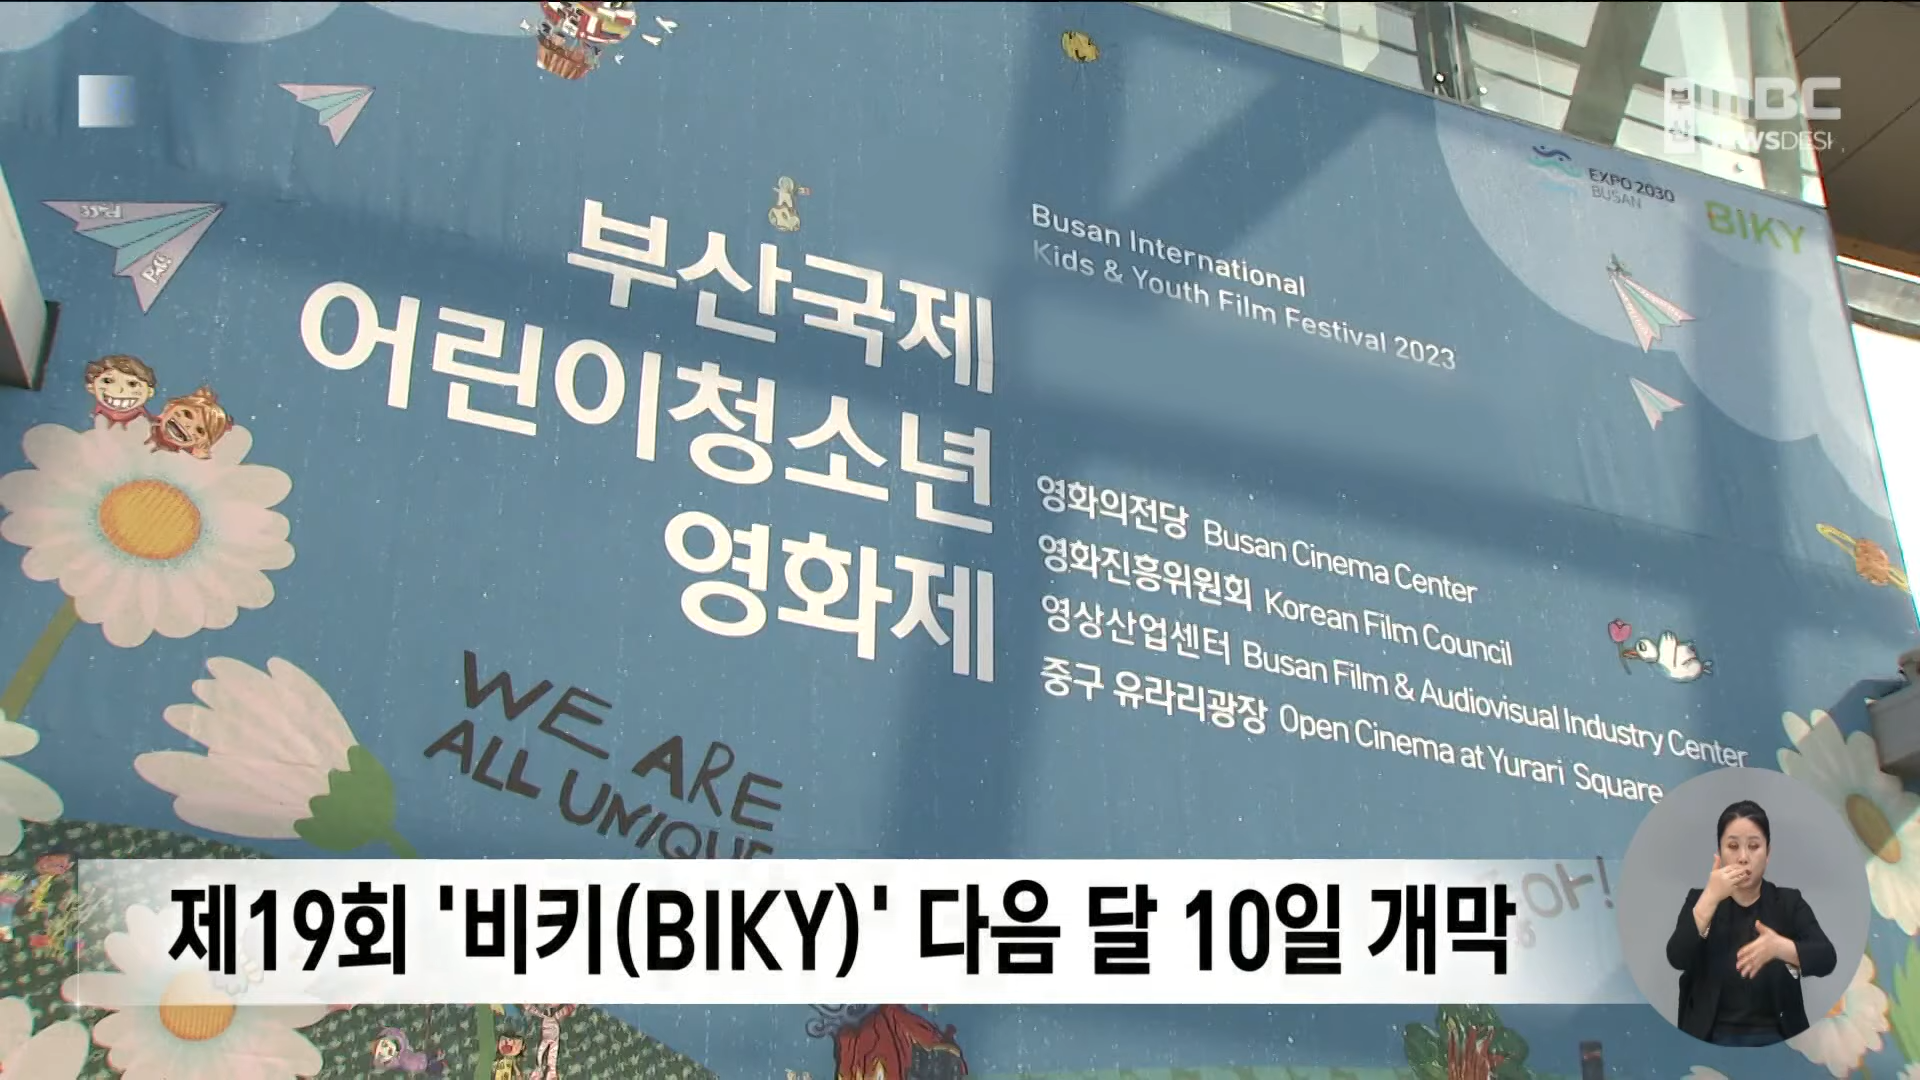 부산 MBC
NEWSDESK
EXPO 2030
BUSAN
BIKY
부산국제
어린이청소년
영화제
Busan International
Kids & Youth Film Festival 2023
영화의전당 Busan Cinema Center
영화진흥위원회 Korean Film Council
영상산업센터 Busan Film & Audiovisual Industry Center
중구 유라리광장 Open Cinema at Yurari Square
WE ARE
ALL UNIQUE
제19회 '비키(BIKY)' 다음 달 10일 개막